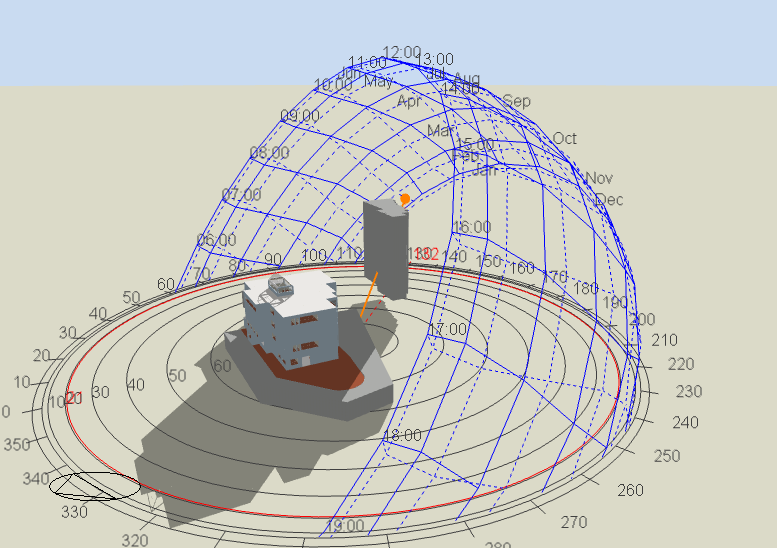 12:00
11:00 13:00
Jun Jul Aug
10:00 May 14:00
Apr Sep
09:00
Mar Oct
15:00
08:00 Feb
Jan Nov
07:00 Dec
16:00
06:00
60 70 80 90 100 110 130 132 140 150 160 170 180 190 200 210
50
40
30
20 17:00 220
10 10 21 30 40 50 60 230
0 240
350 18:00 250
340 260
330 19:00 270
320 280